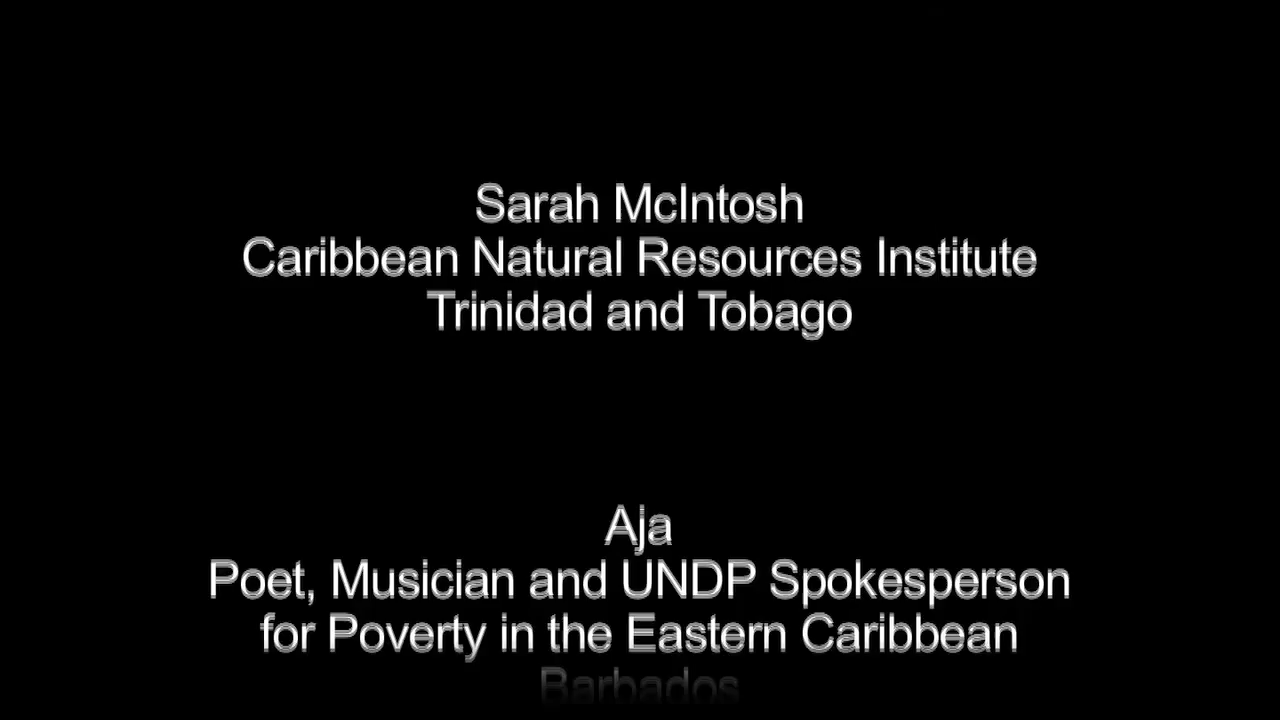 Sarah McIntosh
Caribbean Natural Resources Institute
Trinidad and Tobago
Aja
Poet, Musician and UNDP Spokesperson
for Poverty in the Eastern Caribbean
Barbados